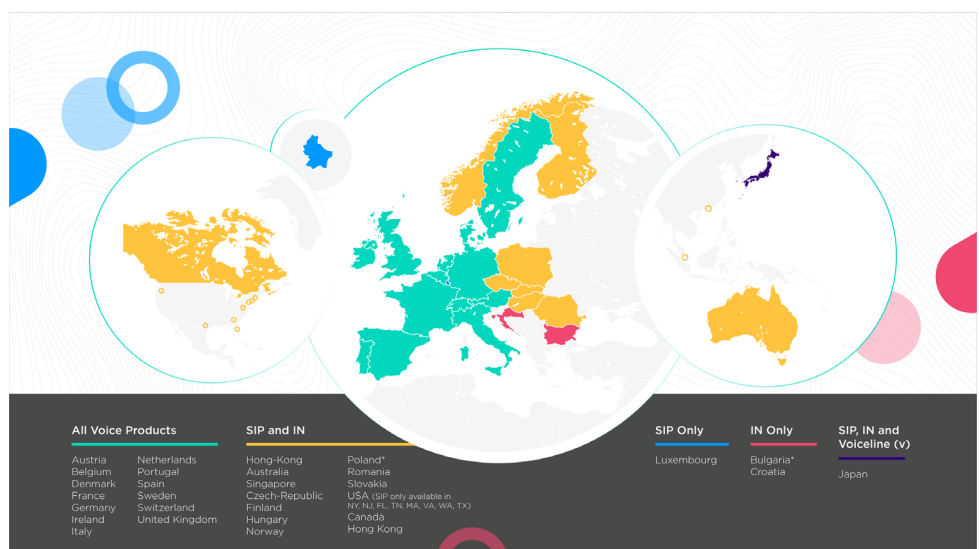 All Voice Products
Austria
Belgium
Denmark
France
Germany
Ireland
Italy
Netherlands
Portugal
Spain
Sweden
Switzerland
United Kingdom
SIP and IN
Hong-Kong
Australia
Singapore
Czech-Republic
Finland
Hungary
Norway
Poland*
Romania
Slovakia
USA (SIP only available in
NY, NJ, FL, TN, MA, VA, WA, TX)
Canada
Hong Kong
SIP Only
Luxembourg
IN Only
Bulgaria*
Croatia
SIP, IN and
Voiceline (v)
Japan